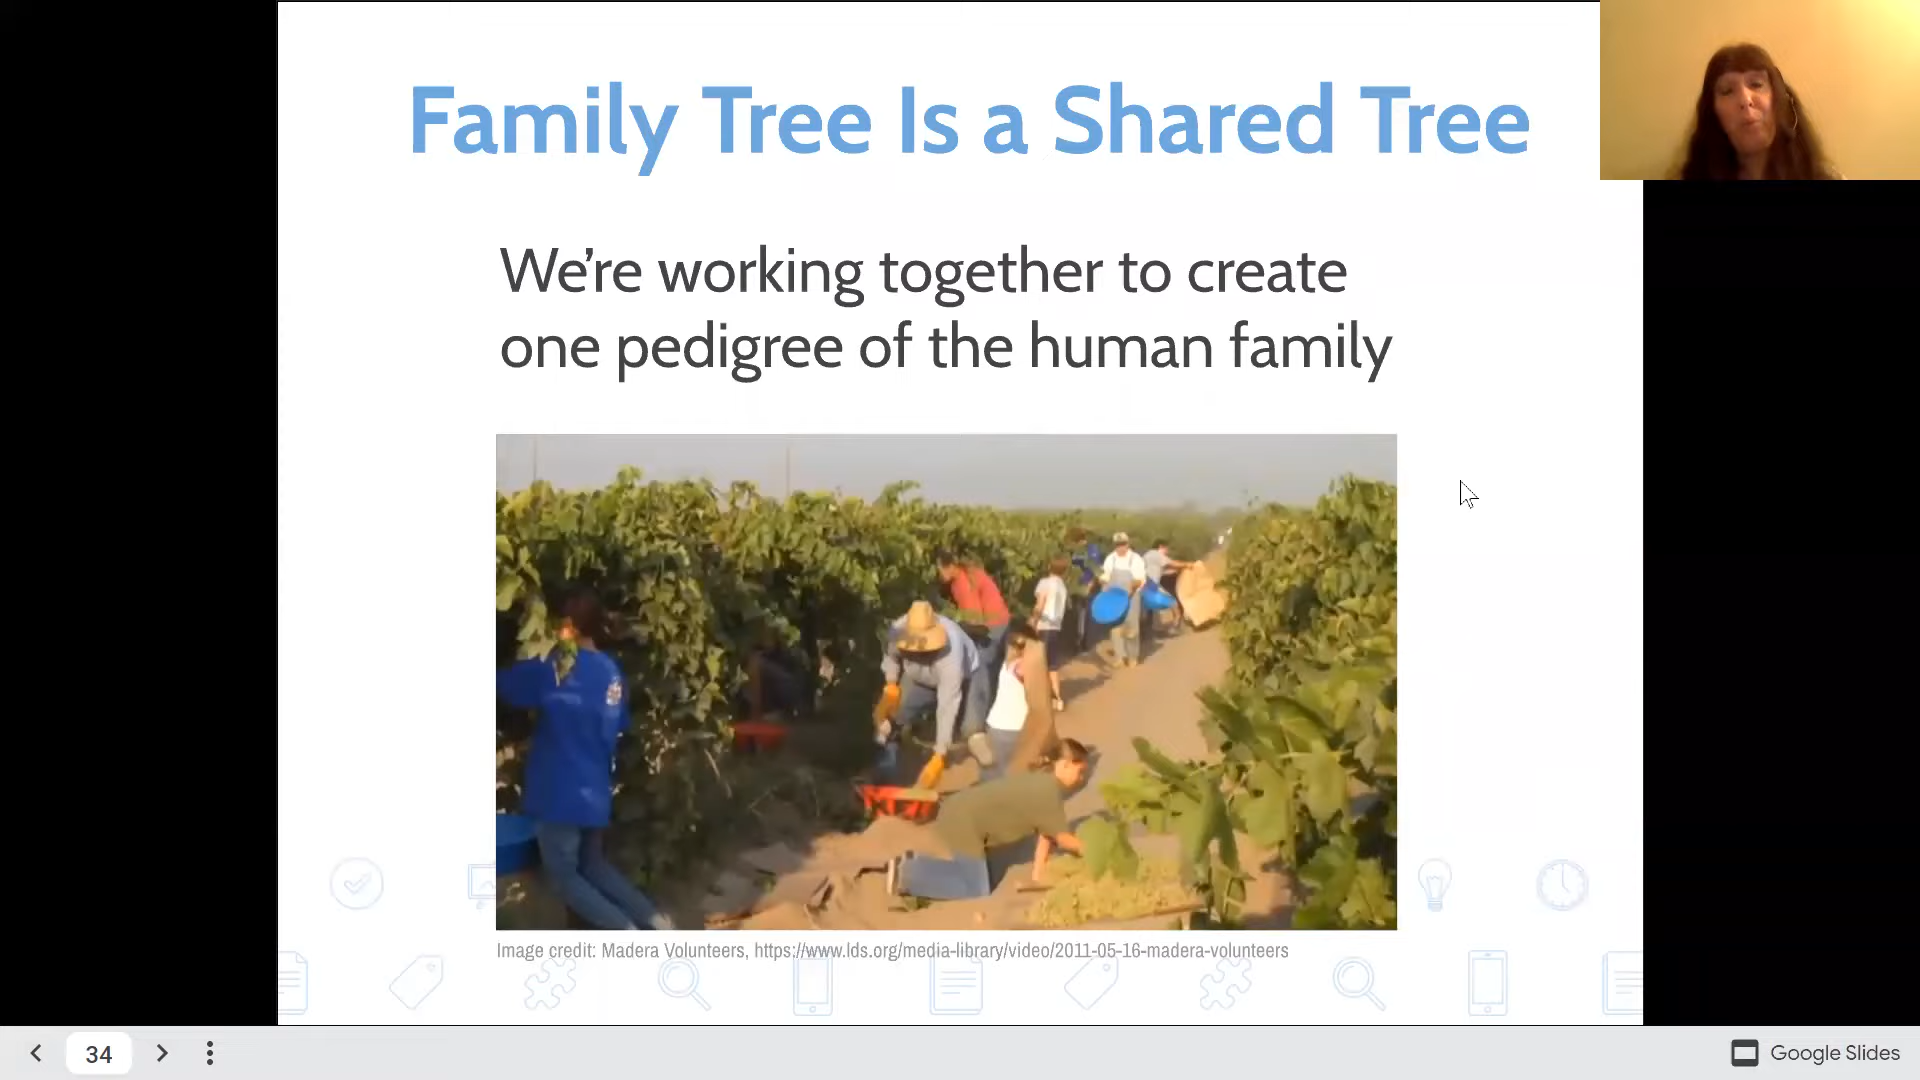 Family Tree Is a Shared Tree
We're working together to create
one pedigree of the human family
Image credit: Madera Volunteers, https://www.lds.org/media-library/video/2011-05-16-madera-volunteers
34
Google Slides